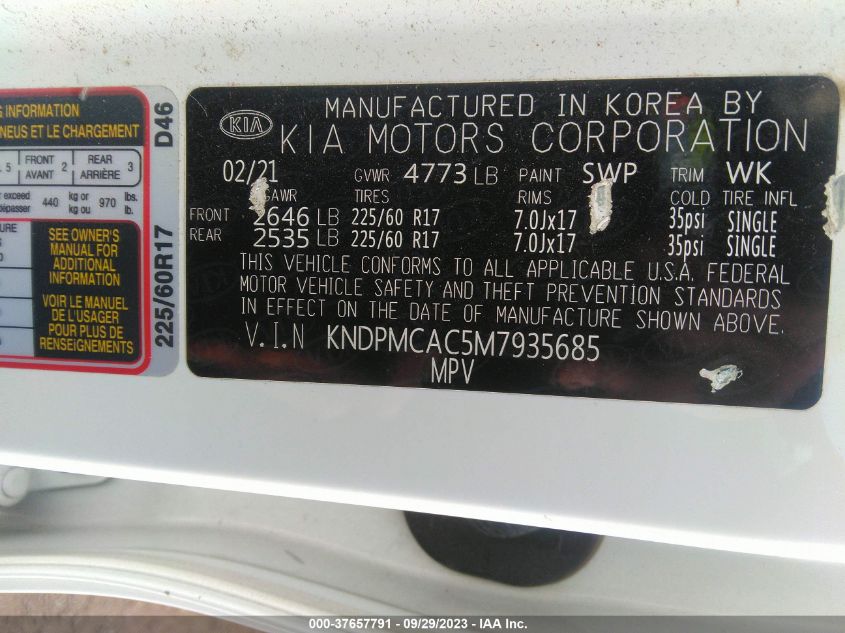 G INFORMATION
NEUS ET LE CHARGEMENT
5 FRONT AVANT 2 REAR ARRIÈRE 3
exceed
dépasser 440 kg or kg ou 970 lbs. lb.
SEE OWNER'S
MANUAL FOR
ADDITIONAL
INFORMATION
VOIR LE MANUEL
DE L'USAGER
POUR PLUS DE
RENSEIGNEMENTS
225/60R17 D46
KIA
MANUFACTURED IN KOREA BY
KIA MOTORS CORPORATION
02/21 GVWR 4773 LB PAINT SWP TRIM WK
GAWR TIRES RIMS COLD TIRE INFL
FRONT 2646 LB 225/60 R17 7.0Jx17 35psi SINGLE
REAR 2535 LB 225/60 R17 7.0Jx17 35psi SINGLE
THIS VEHICLE CONFORMS TO ALL APPLICABLE U.S.A. FEDERAL
MOTOR VEHICLE SAFETY AND THEFT PREVENTION STANDARDS
IN EFFECT ON THE DATE OF MANUFACTURE SHOWN ABOVE.
V.I.N KNDPMCAC5M7935685
MPV
000-37657791 - 09/29/2023 - IAA Inc.